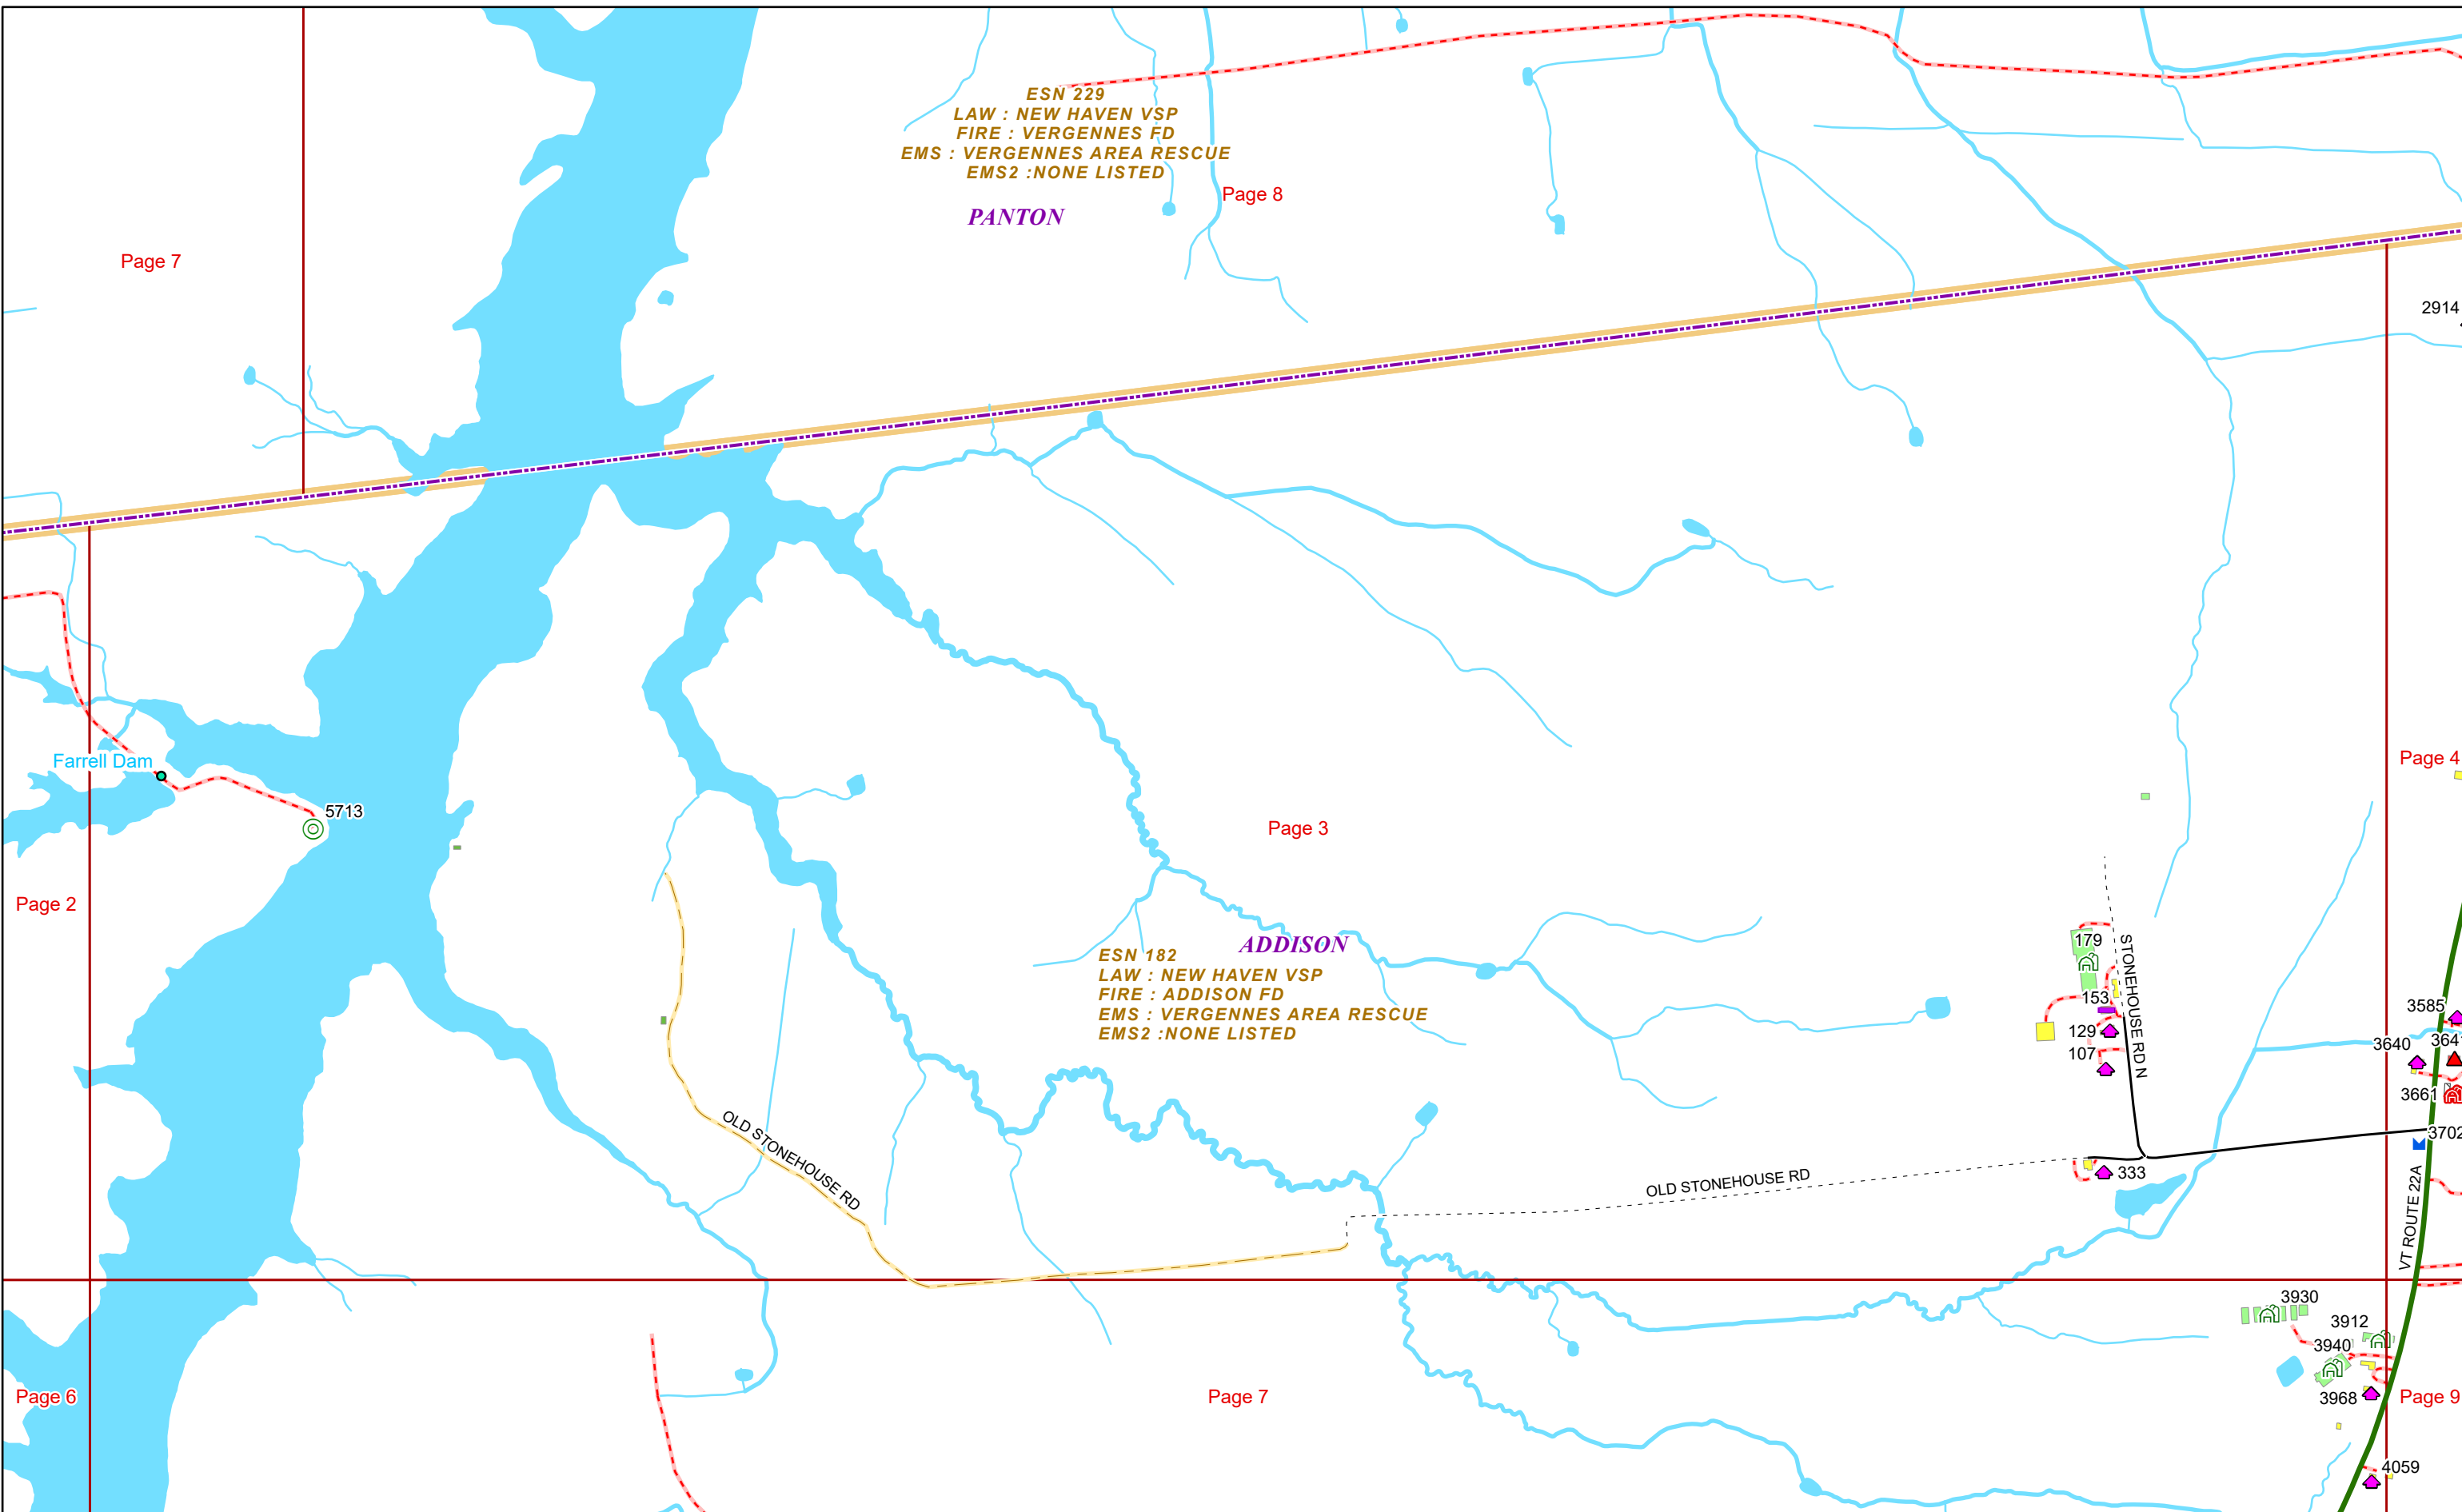 ESN 229
LAW : NEW HAVEN VSP
FIRE : VERGENNES FD
EMS : VERGENNES AREA RESCUE
EMS2 :NONE LISTED
Page 8
PANTON
Page 7
2914
Farrell Dam
Page 4
5713
Page 3
Page 2
ADDISON
ESN 182
LAW : NEW HAVEN VSP
FIRE : ADDISON FD
EMS : VERGENNES AREA RESCUE
EMS2 :NONE LISTED
179
STONEHOUSE RD N
153
129
107
3585
3640
364
3661
3702
OLD STONEHOUSE RD
OLD STONEHOUSE RD
333
VT ROUTE 22A
3930
3912
3940
3968
Page 6
Page 7
Page 9
4059